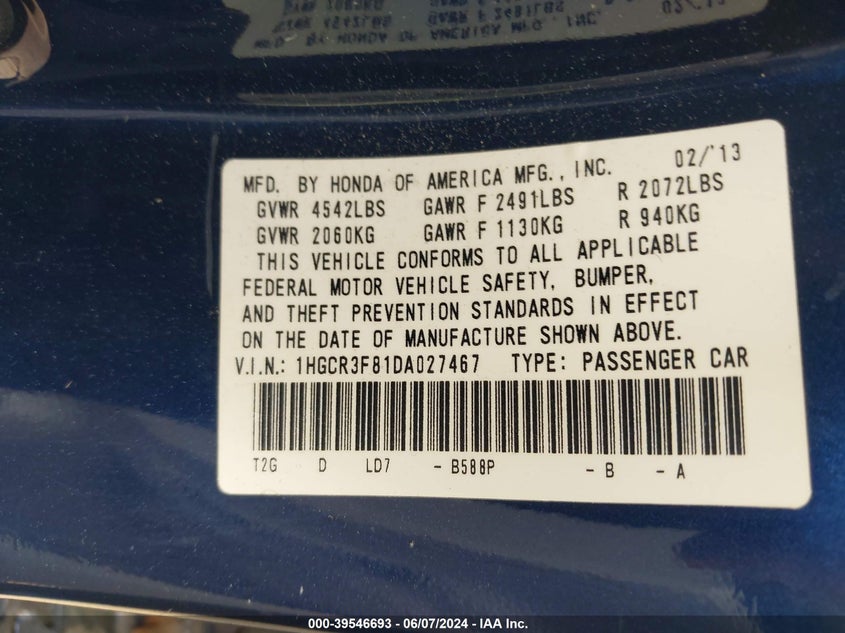 MFD. BY HONDA OF AMERICA MFG., INC. 02/'13
GVWR 4542LBS GAWR F 2491LBS R 2072LBS
GVWR 2060KG GAWR F 1130KG R 940KG
THIS VEHICLE CONFORMS TO ALL APPLICABLE
FEDERAL MOTOR VEHICLE SAFETY, BUMPER,
AND THEFT PREVENTION STANDARDS IN EFFECT
ON THE DATE OF MANUFACTURE SHOWN ABOVE.
V.I.N.: 1HGCR3F81DA027467 TYPE: PASSENGER CAR
T2G D LD7 - B588P - B - A
000-39546693 - 06/07/2024 - IAA Inc.